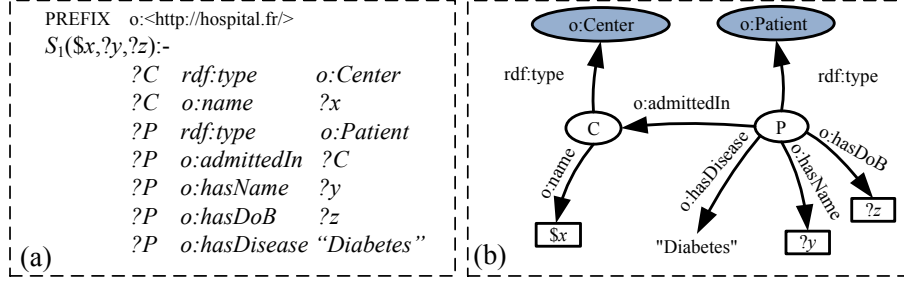 PREFIX o:<http://hospital.fr/>
S1($x,?y,?z):-
?C rdf:type o:Center
?C o:name ?x
?P rdf:type o:Patient
?P o:admittedIn ?C
?P o:hasName ?y
?P o:hasDoB ?z
?P o:hasDisease “Diabetes”
(a)
o:Center
o:Patient
rdf:type
rdf:type
o:admittedIn
C
P
o:name
o:hasDisease
o:hasName
o:hasDoB
$x
"Diabetes"
?y
?z
(b)